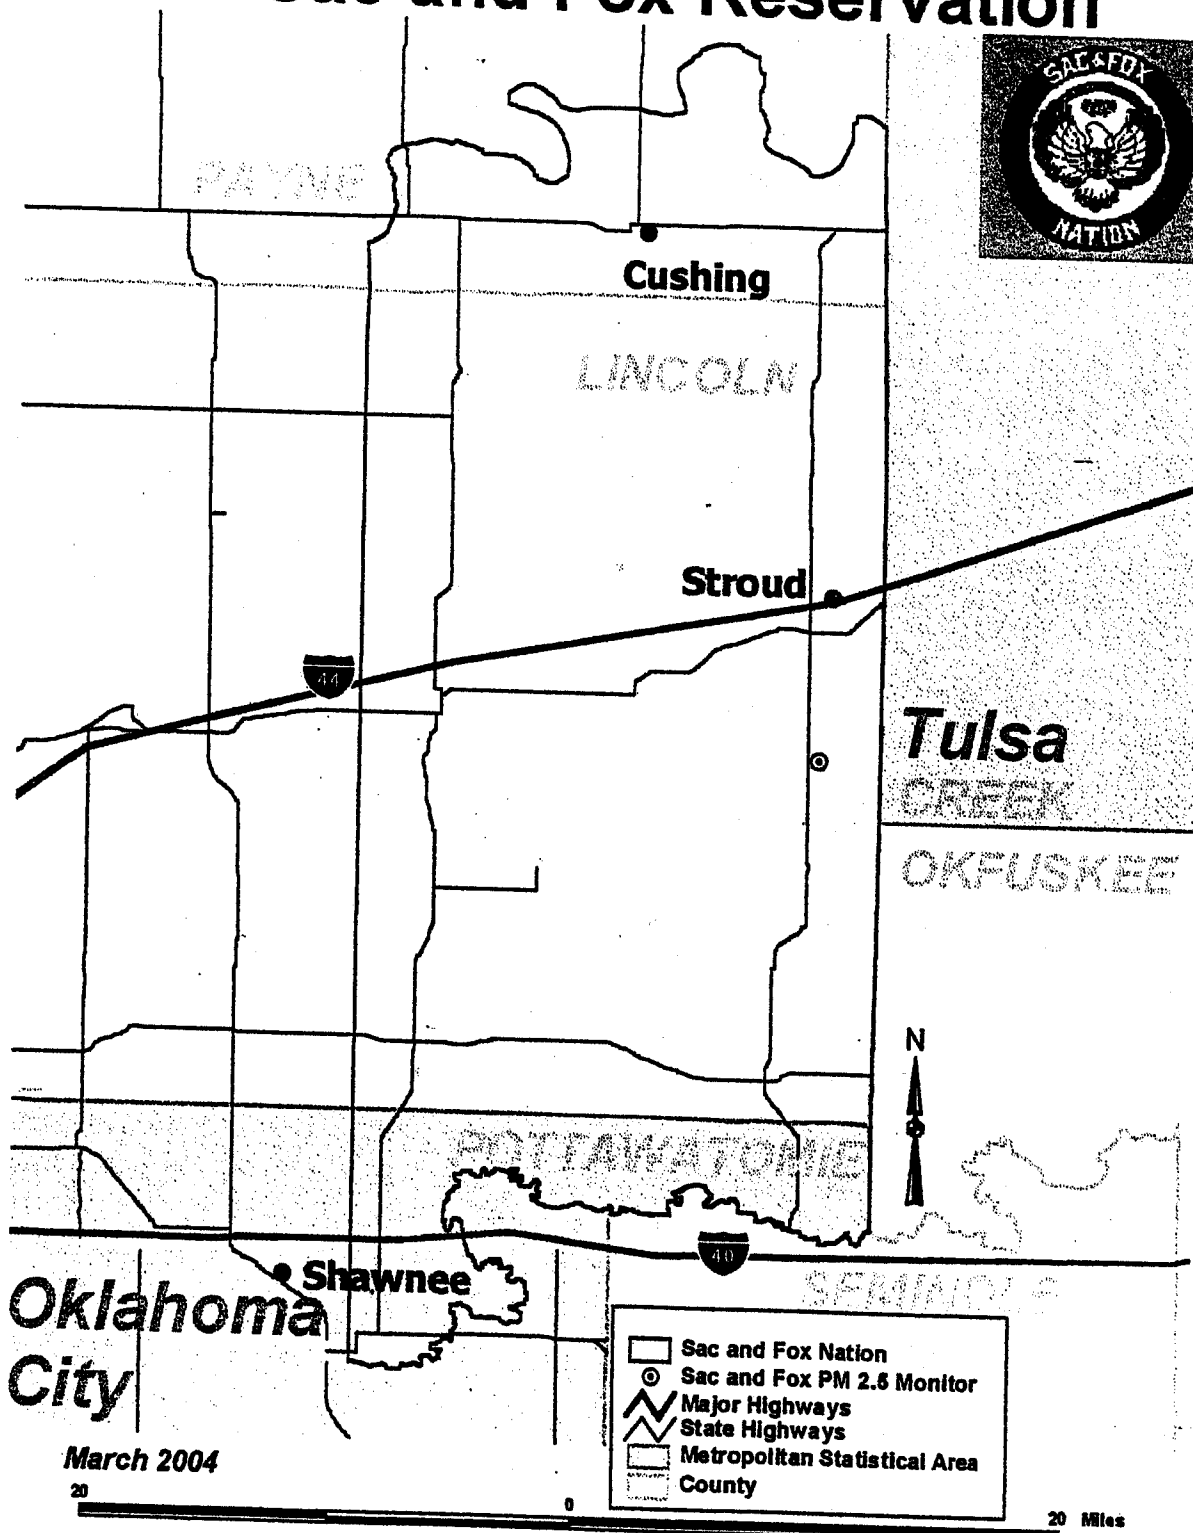 Sac and Fox Reservation
SAC & FOX
NATION
PAYNE
Cushing
LINCOLN
Stroud
44
Tulsa
CREEK
OKFUSKEE
N
POTTAWATOMIE
40
Shawnee
Oklahoma
City
SEMINOLE
Sac and Fox Nation
Sac and Fox PM 2.5 Monitor
Major Highways
State Highways
Metropolitan Statistical Area
County
March 2004
20 0 20 Miles